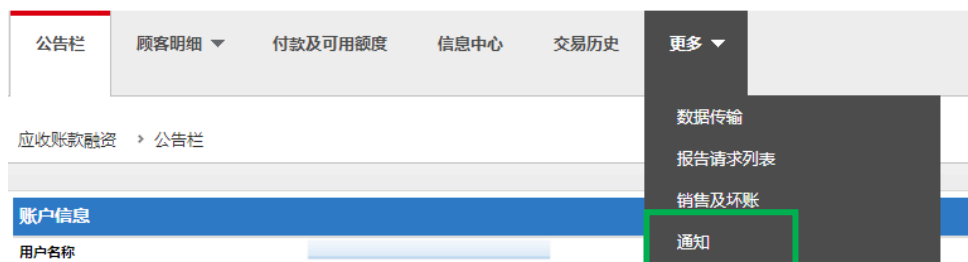 公告栏 顾客明细 付款及可用额度 信息中心 交易历史 更多
数据传输
应收账款融资 › 公告栏
报告请求列表
销售及坏账
账户信息
通知
用户名称